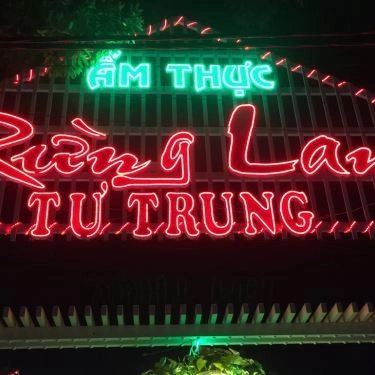 ẨM THỰC
Rừng Lan
TƯ TRUNG